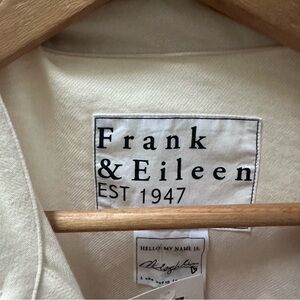 Frank
& Eileen
EST 1947
HELLO! MY NAME IS: